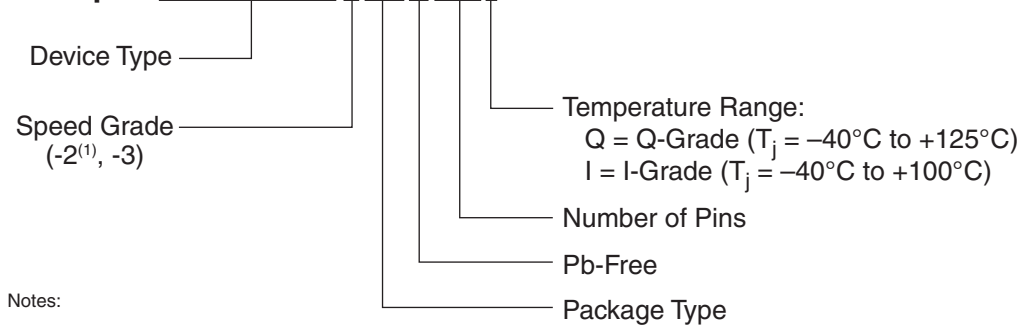 Device Type
Speed Grade
(-2(1), -3)
Temperature Range:
Q = Q-Grade (Tj = –40°C to +125°C)
I = I-Grade (Tj = –40°C to +100°C)
Number of Pins
Pb-Free
Package Type
Notes: